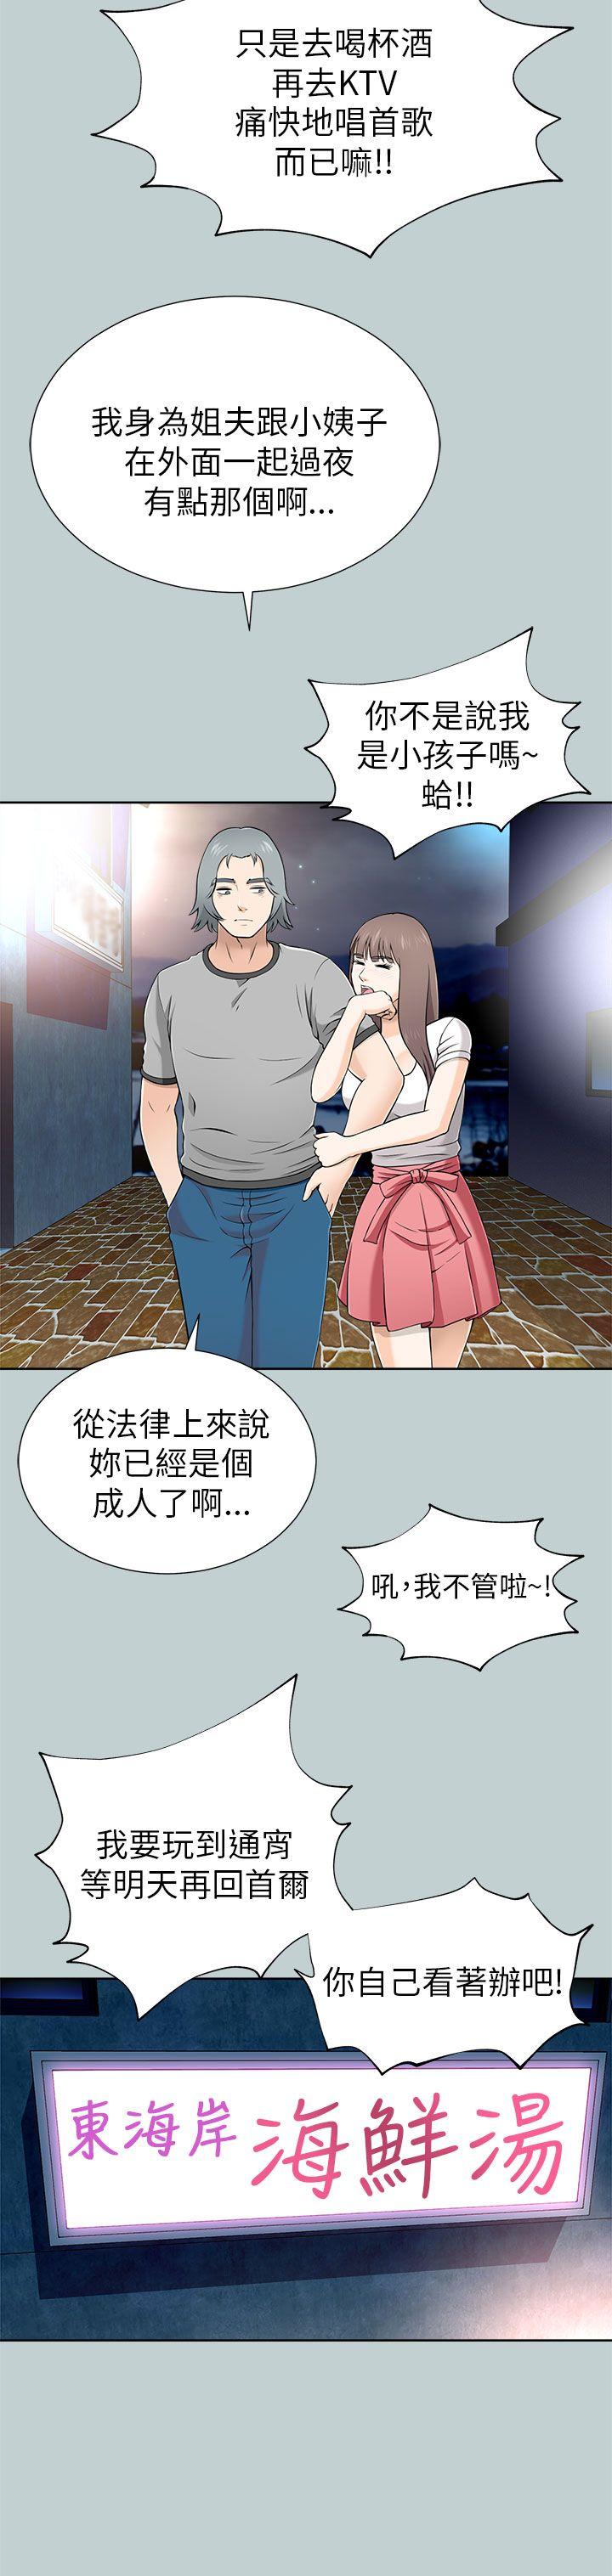 只是去喝杯酒
再去KTV
痛快地唱首歌
而已嘛!!
我身為姐夫跟小姨子
在外面一起過夜
有點那個啊...
你不是說我
是小孩子嗎~
蛤!!
從法律上來說
妳已經是個
成人了啊...
吼,我不管啦~!
我要玩到通宵
等明天再回首爾
你自己看著辦吧!
東海岸 海鮮湯